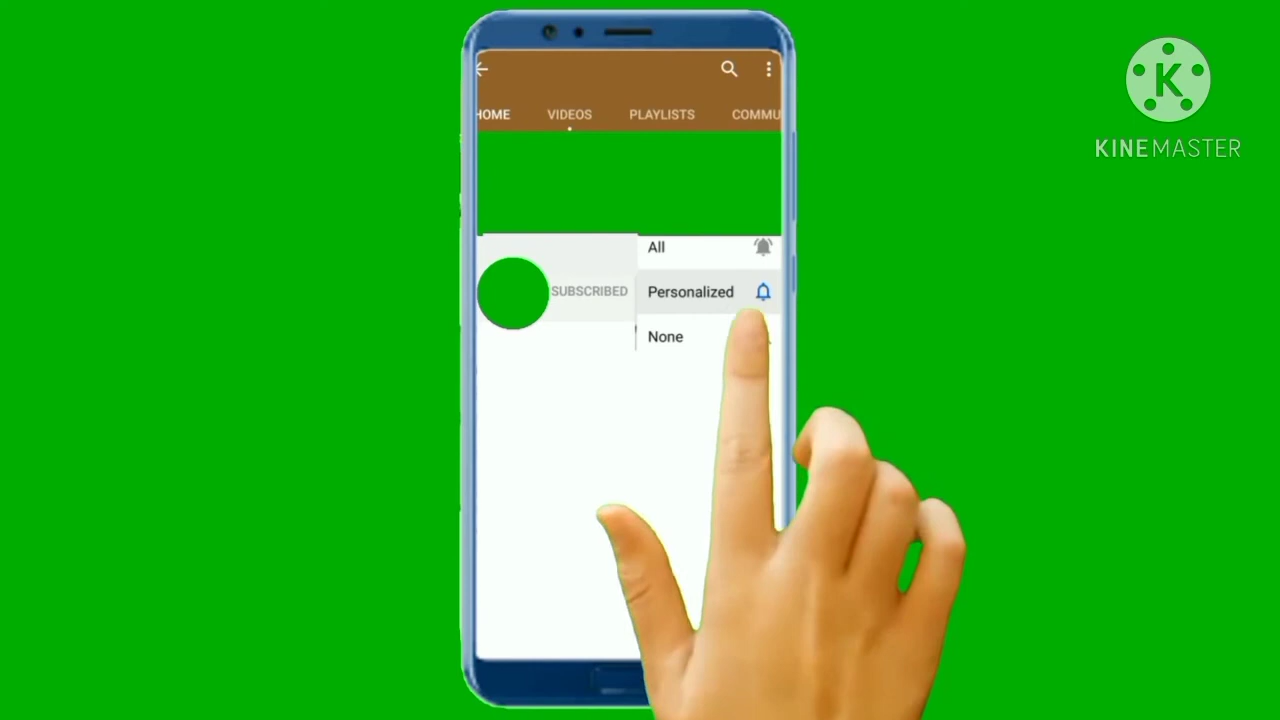 KINEMASTER
HOME VIDEOS PLAYLISTS COMMU
All
SUBSCRIBED Personalized
None